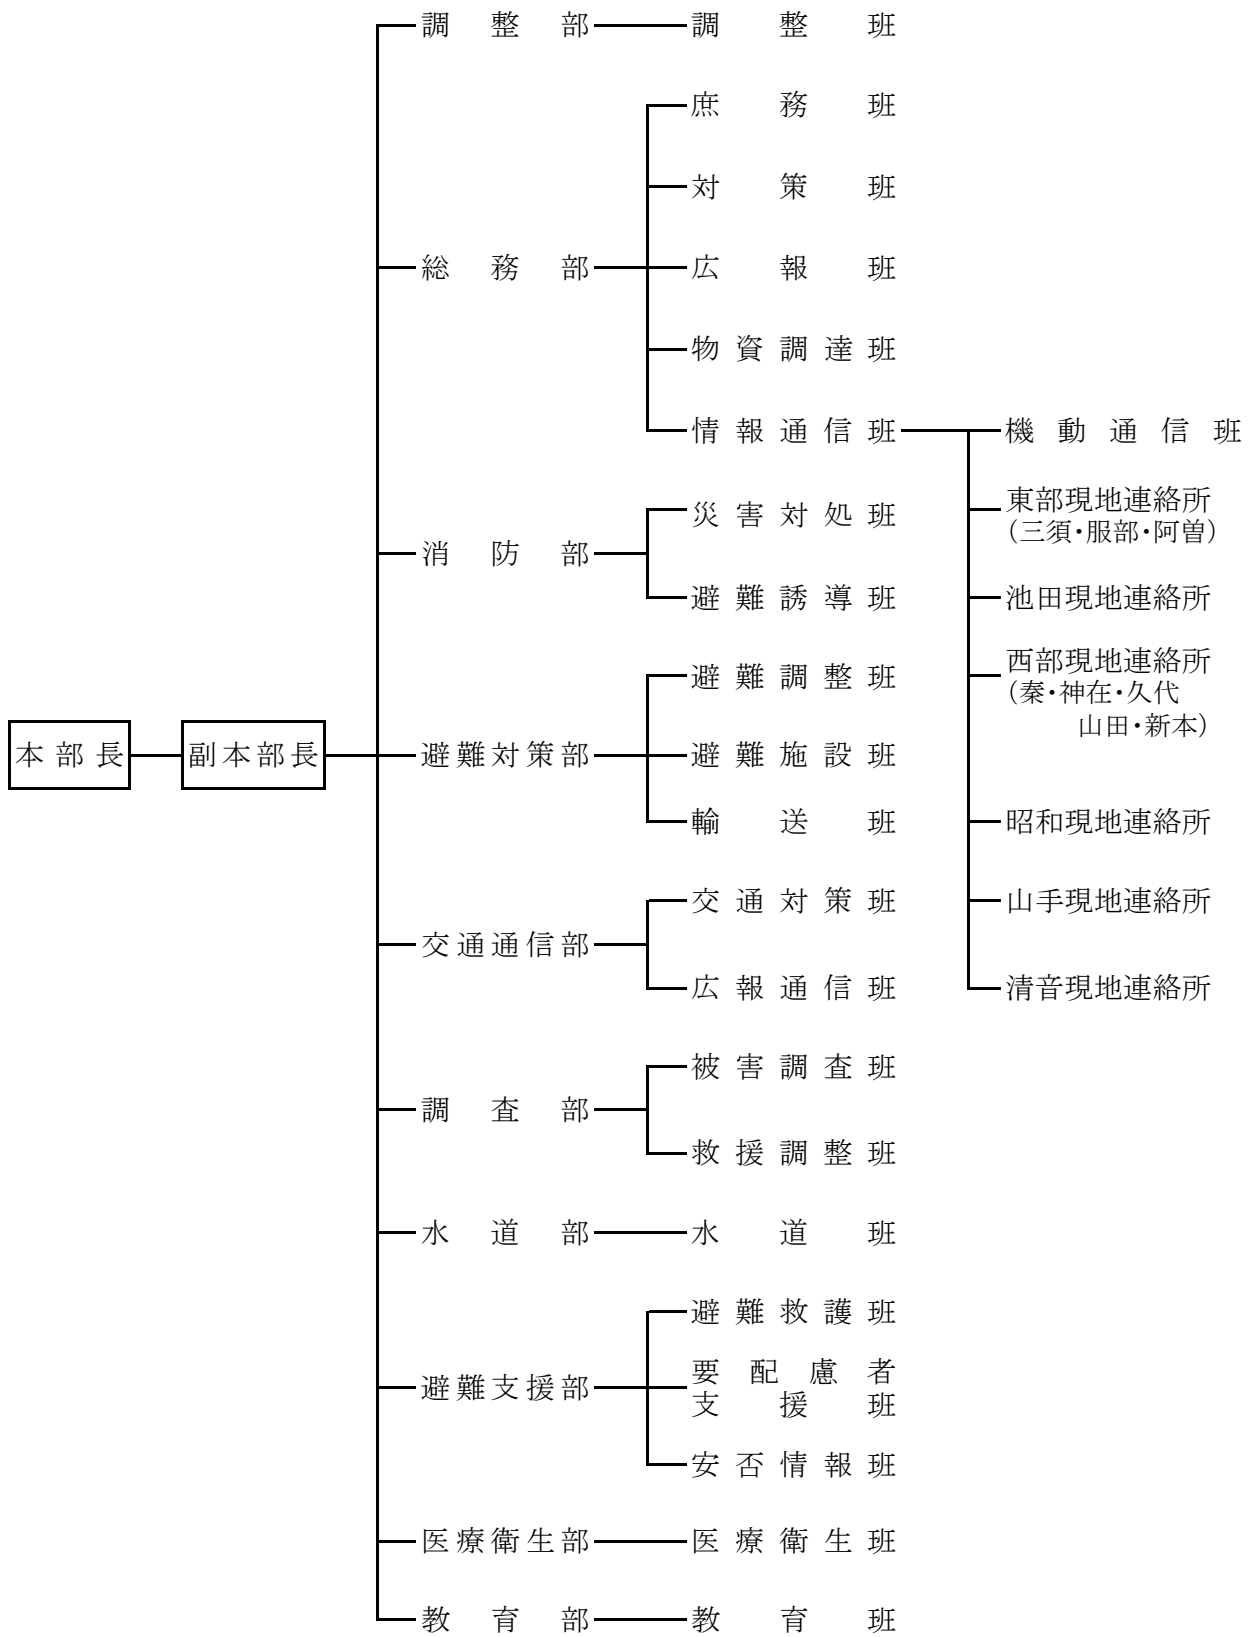 調整部
調整班
総務部
庶務班
対策班
広報班
物資調達班
情報通信班
機動通信班
東部現地連絡所
（三須・服部・阿曽）
池田現地連絡所
西部現地連絡所
（秦・神在・久代
山田・新本）
昭和現地連絡所
山手現地連絡所
清音現地連絡所
消防部
災害対処班
避難誘導班
本部長
副本部長
避難対策部
避難調整班
避難施設班
輸送班
交通通信部
交通対策班
広報通信班
調査部
被害調査班
救援調整班
水道部
水道班
避難支援部
避難救護班
要配慮者
支援班
安否情報班
医療衛生部
医療衛生班
教育部
教育班